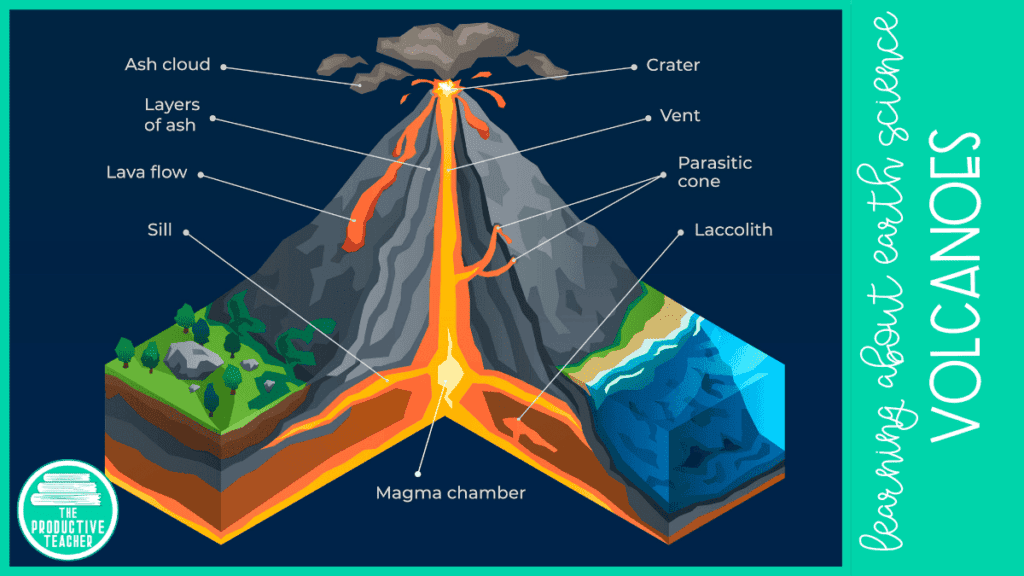 Ash cloud
Layers
of ash
Lava flow
Sill
Crater
Vent
Parasitic
cone
Laccolith
Magma chamber
THE
PRODUCTIVE
TEACHER
learning about earth science
VOLCANOES